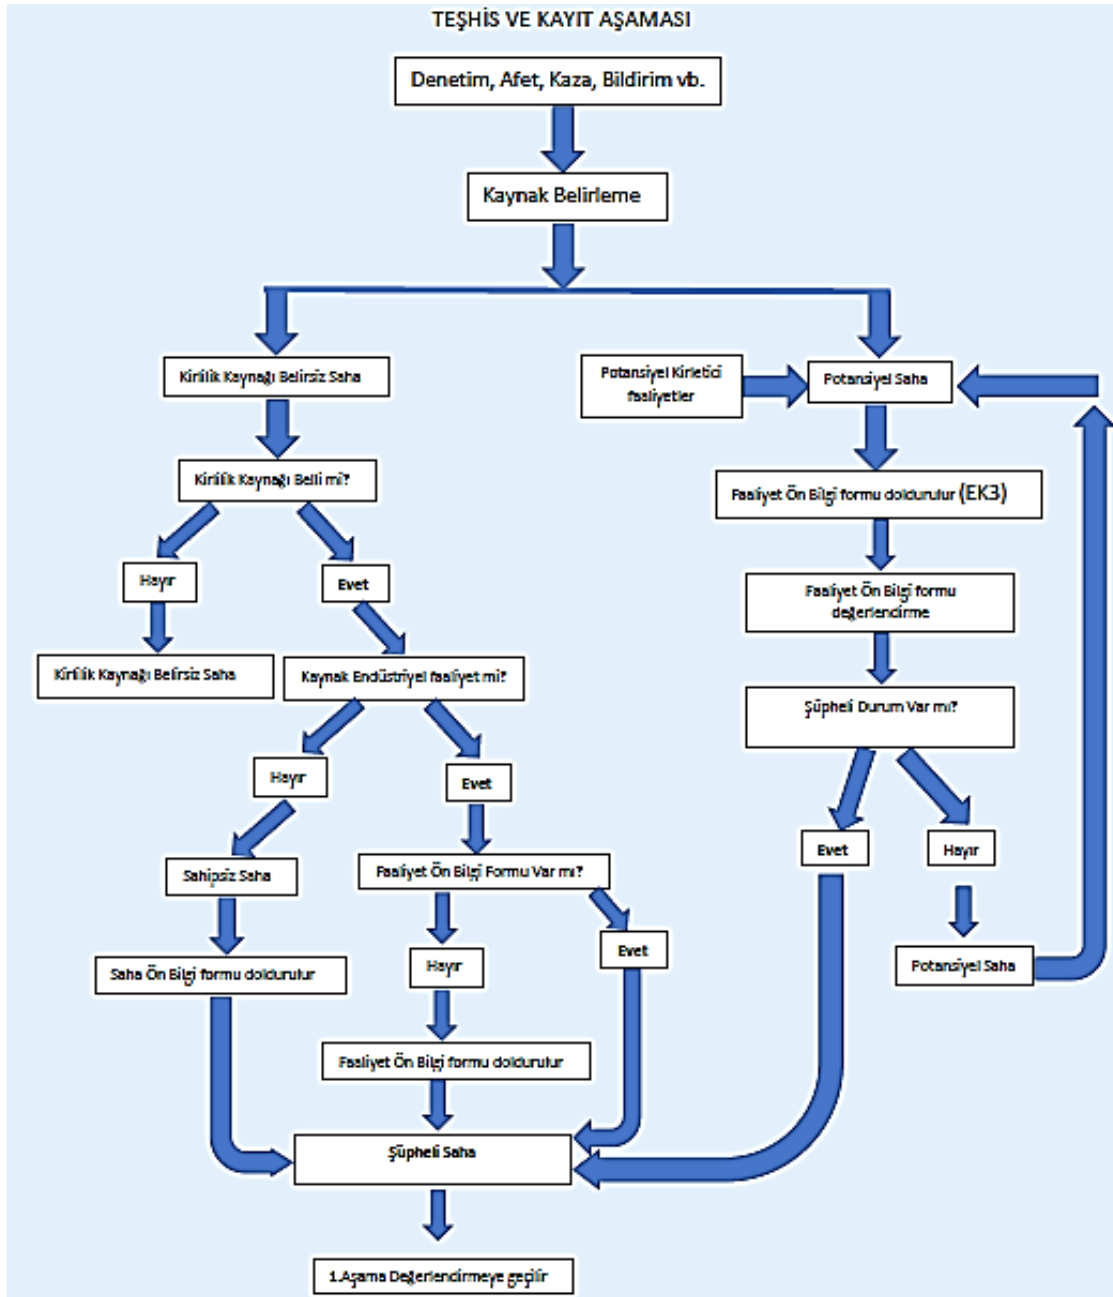 TEŞHİS VE KAYIT AŞAMASI
Denetim, Afet, Kaza, Bildirim vb.
Kaynak Belirleme
Kirlilik Kaynağı Belirsiz Saha
Potansiyel Kirletici
faaliyetler
Potansiyel Saha
Kirlilik Kaynağı Belli mi?
Faaliyet Ön Bilgi formu doldurulur (EK3)
Hayır
Evet
Faaliyet Ön Bilgi formu
değerlendirme
Kirlilik Kaynağı Belirsiz Saha
Kaynak Endüstriyel faaliyet mi?
Şüpheli Durum Var mı?
Hayır
Evet
Evet
Hayır
Sahipsiz Saha
Faaliyet Ön Bilgi Formu Var mı?
Saha Ön Bilgi formu doldurulur
Hayır
Evet
Potansiyel Saha
Faaliyet Ön Bilgi formu doldurulur
Şüpheli Saha
1.Aşama Değerlendirmeye geçilir